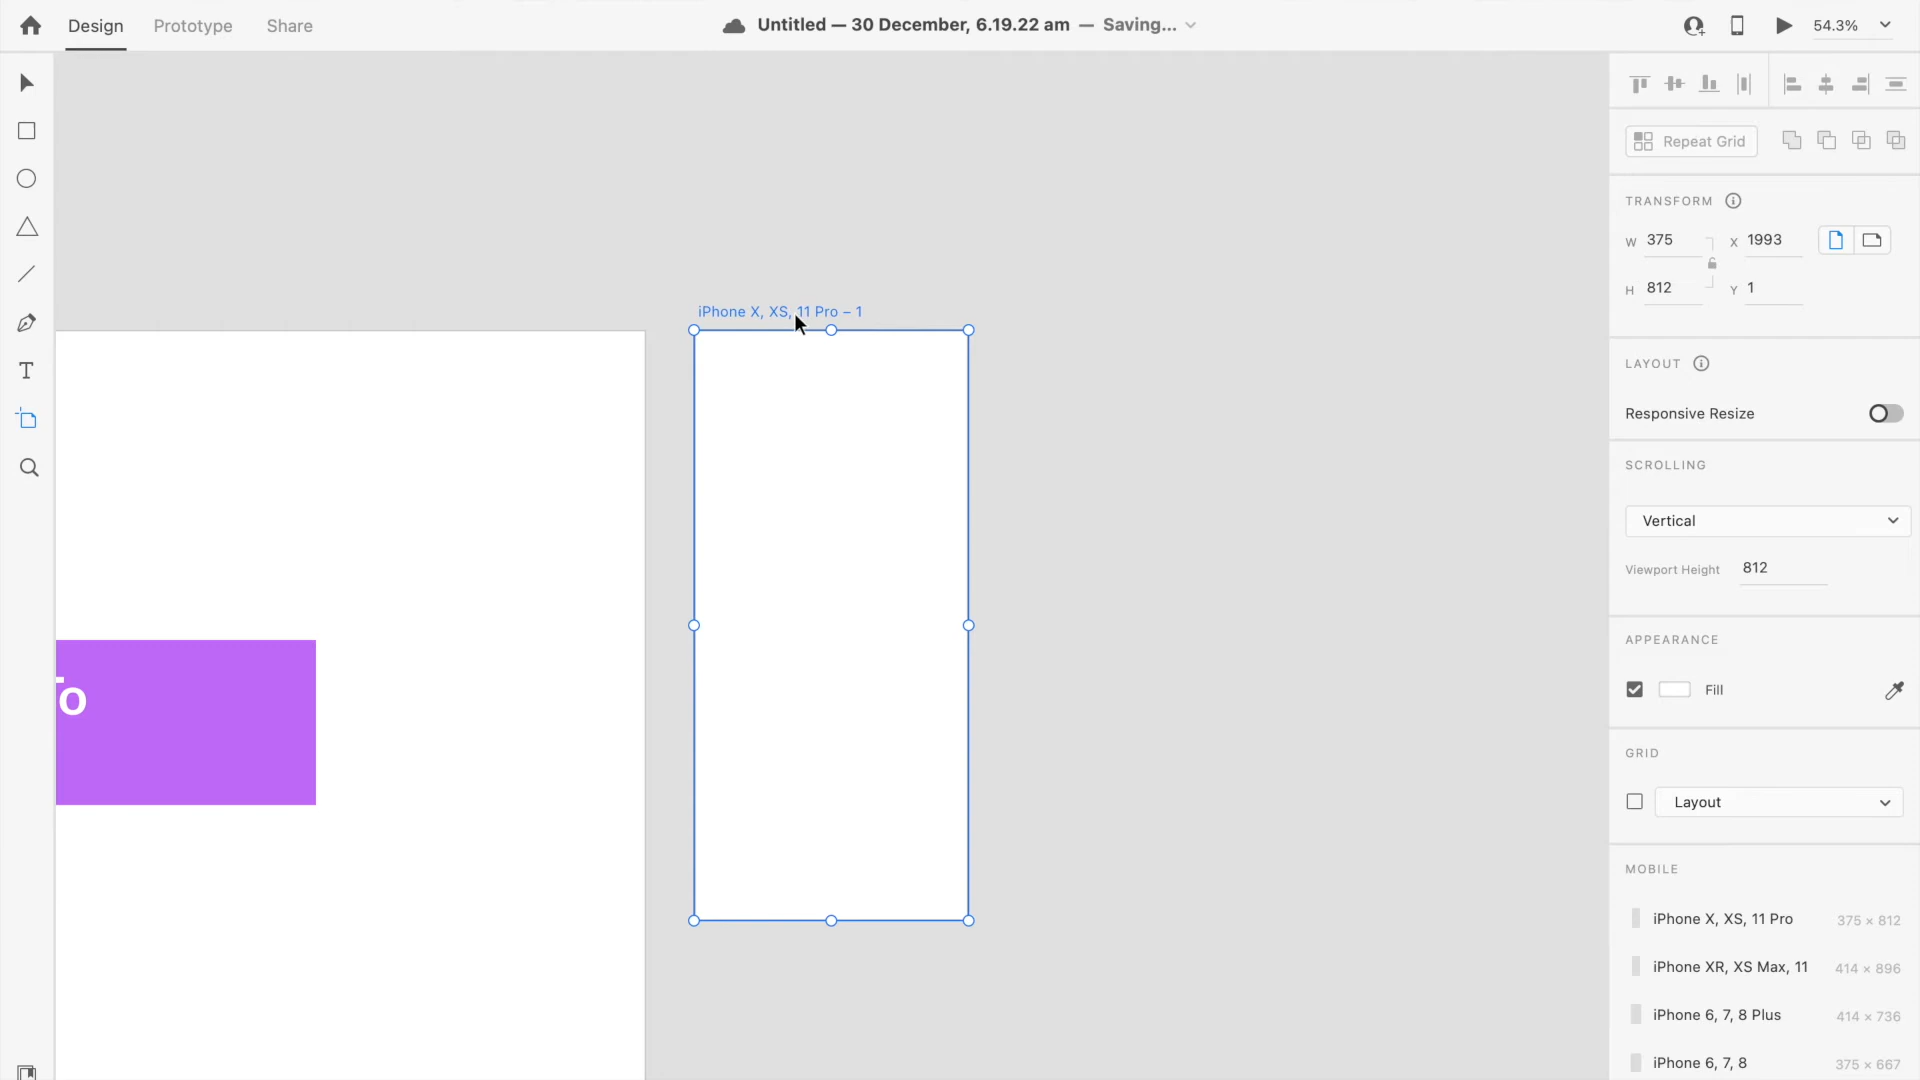 Design Prototype Share Untitled — 30 December, 6.19.22 am — Saving... 54.3%
Repeat Grid
TRANSFORM
W 375 X 1993
H 812 Y 1
LAYOUT
Responsive Resize
SCROLLING
Vertical
Viewport Height 812
APPEARANCE
Fill
GRID
Layout
MOBILE
iPhone X, XS, 11 Pro 375 × 812
iPhone XR, XS Max, 11 414 × 896
iPhone 6, 7, 8 Plus 414 × 736
iPhone 6, 7, 8 375 × 667
iPhone X, XS, 11 Pro – 1